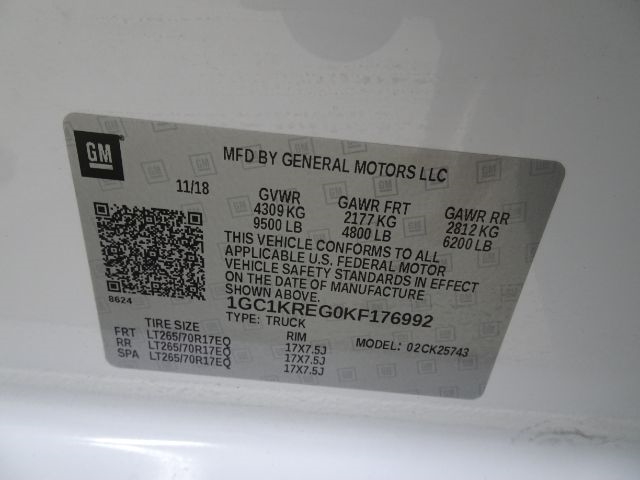 GM
MFD BY GENERAL MOTORS LLC
11/18
GVWR GAWR FRT GAWR RR
4309 KG 2177 KG 2812 KG
9500 LB 4800 LB 6200 LB
THIS VEHICLE CONFORMS TO ALL
APPLICABLE U.S. FEDERAL MOTOR
VEHICLE SAFETY STANDARDS IN EFFECT
ON THE DATE OF MANUFACTURE
SHOWN ABOVE.
8624
1GC1KREG0KF176992
TYPE: TRUCK
TIRE SIZE RIM MODEL: 02CK25743
FRT LT265/70R17EQ 17X7.5J
RR LT265/70R17EQ 17X7.5J
SPA LT265/70R17EQ 17X7.5J